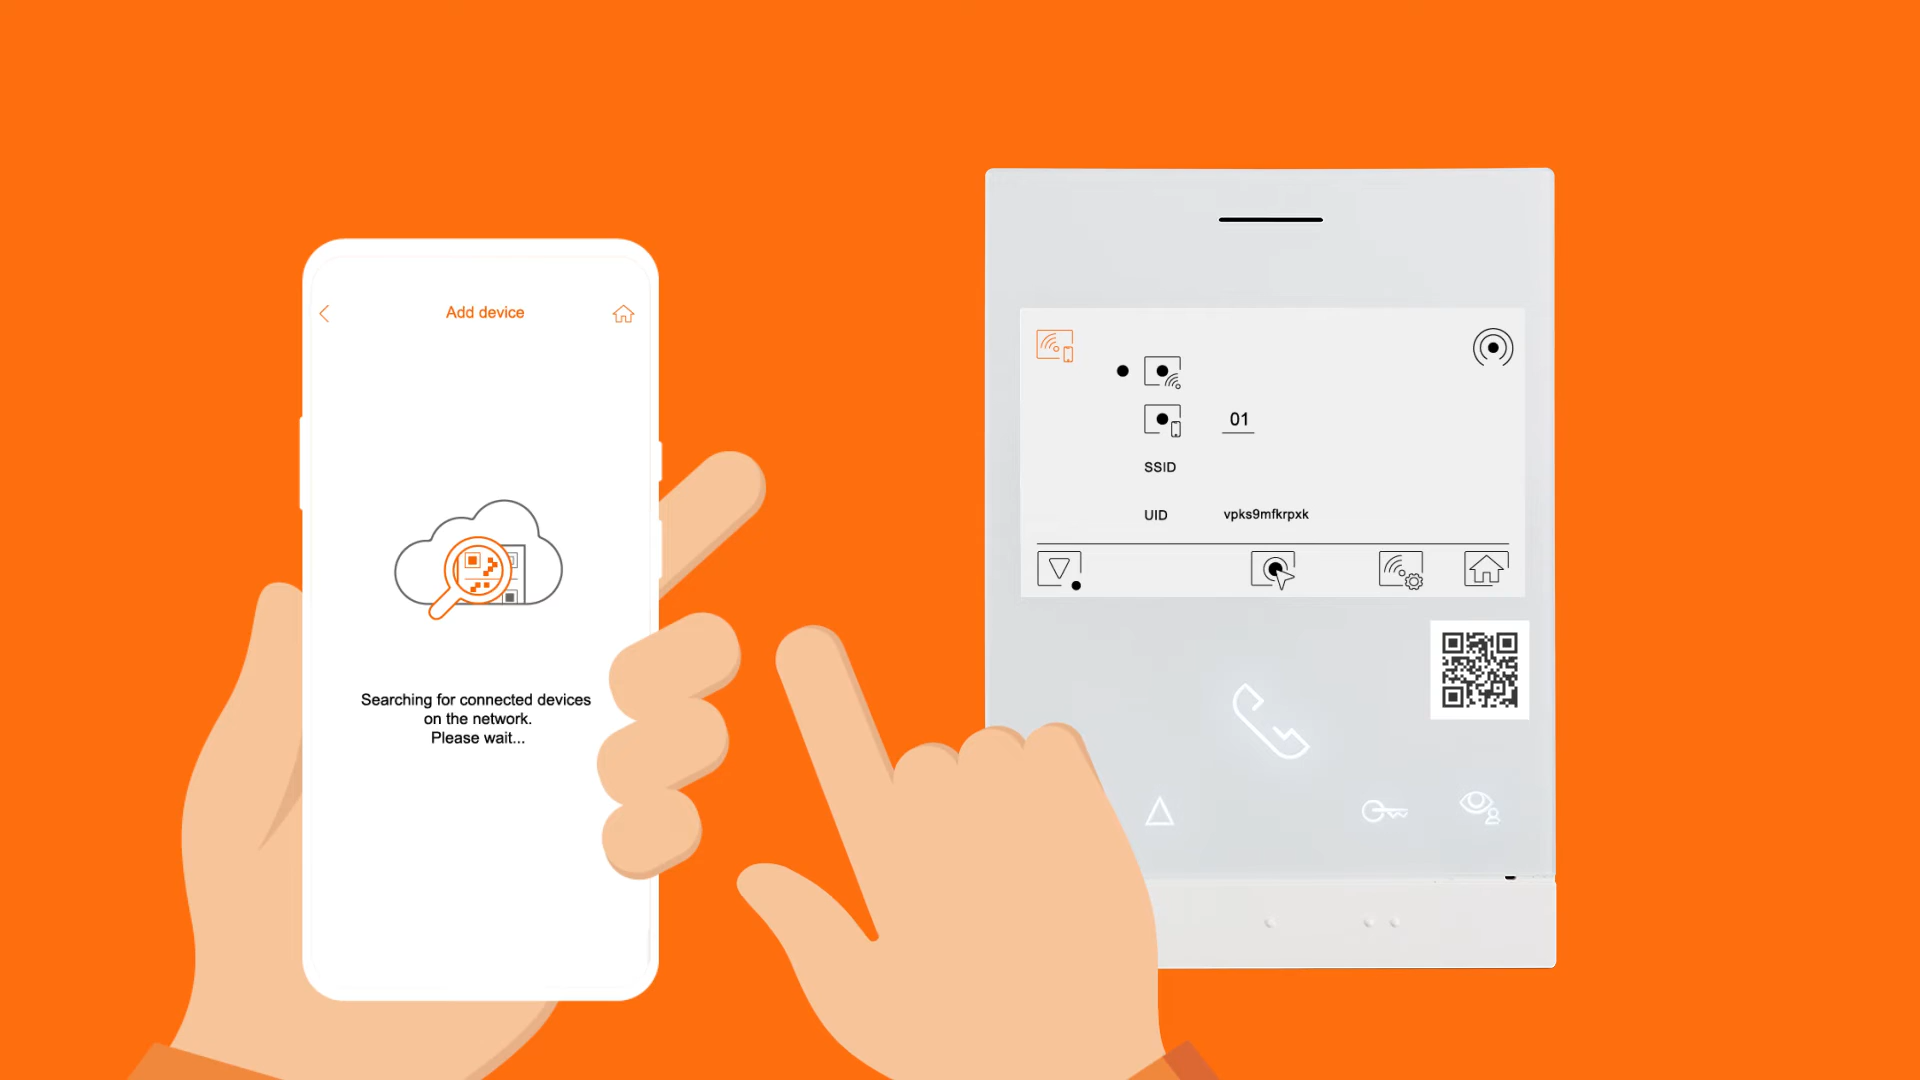 Add device
Searching for connected devices
on the network.
Please wait...
01
SSID
UID vpks9mfkrpxk